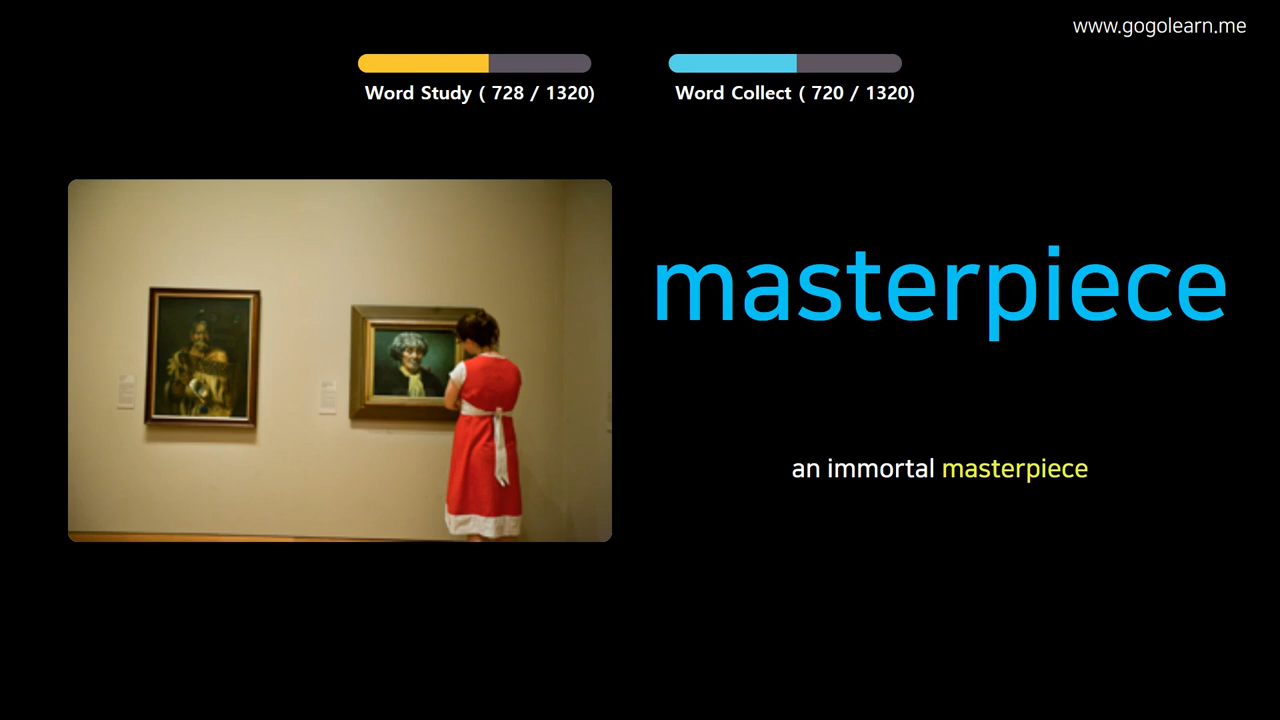 www.gogolearn.me
Word Study ( 728 / 1320)
Word Collect ( 720 / 1320)
masterpiece
an immortal masterpiece